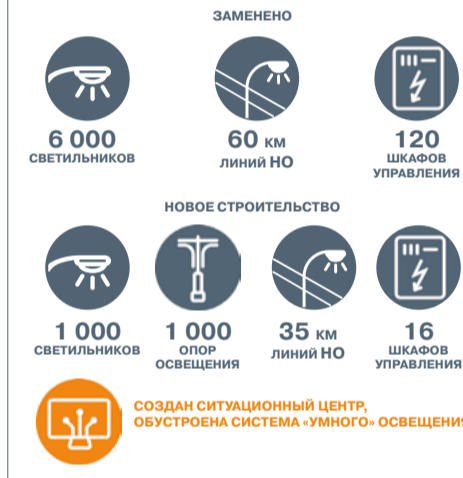 ЗАМЕНЕНО
6 000
СВЕТИЛЬНИКОВ
60 км
ЛИНИЙ НО
120
ШКАФОВ
УПРАВЛЕНИЯ
НОВОЕ СТРОИТЕЛЬСТВО
1 000
СВЕТИЛЬНИКОВ
1 000
ОПОР
ОСВЕЩЕНИЯ
35 км
ЛИНИЙ НО
16
ШКАФОВ
УПРАВЛЕНИЯ
СОЗДАН СИТУАЦИОННЫЙ ЦЕНТР,
ОБУСТРОЕНА СИСТЕМА «УМНОГО» ОСВЕЩЕНИЯ